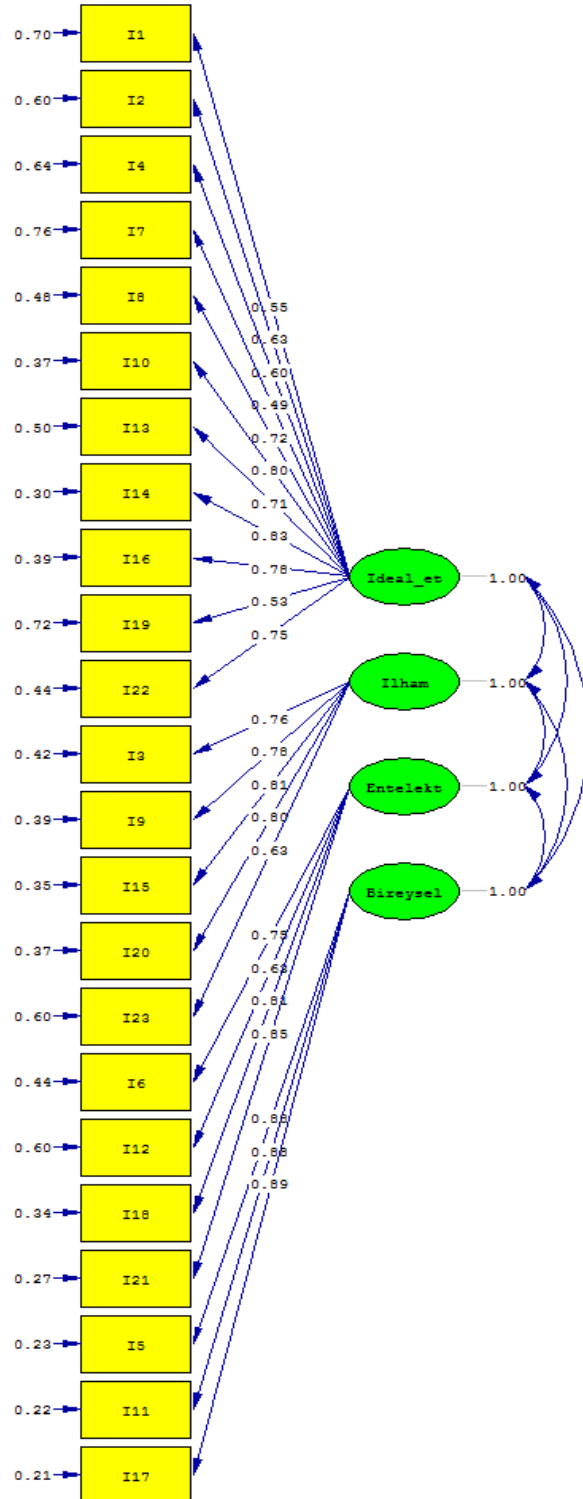 0.70 I1
0.60 I2
0.64 I4
0.76 I7
0.48 I8
0.37 I10
0.50 I13
0.30 I14
0.39 I16
0.72 I19
0.44 I22
0.42 I3
0.39 I9
0.35 I15
0.37 I20
0.60 I23
0.44 I6
0.60 I12
0.34 I18
0.27 I21
0.23 I5
0.22 I11
0.21 I17
0.55
0.63
0.60
0.49
0.72
0.80
0.71
0.83
0.78
0.53
0.75
0.76
0.78
0.81
0.80
0.63
0.75
0.63
0.81
0.85
0.88
0.88
0.89
Ideal_et 1.00
Ilham 1.00
Entelekt 1.00
Bireysel 1.00